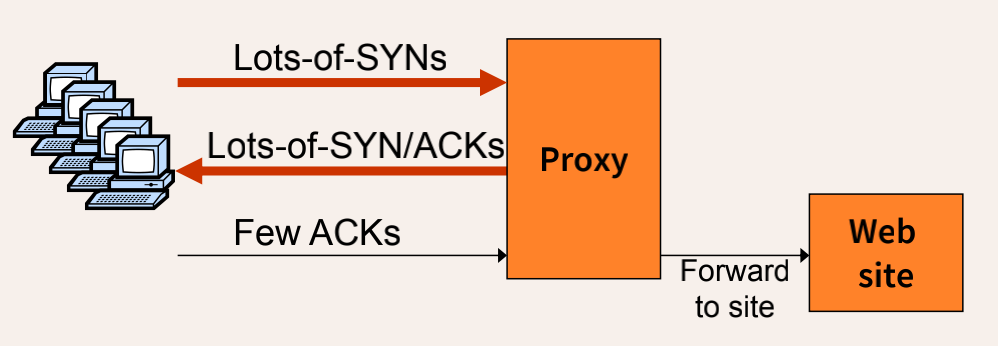 Lots-of-SYNs
Lots-of-SYN/ACKs
Proxy
Few ACKs
Forward
to site
Web
site